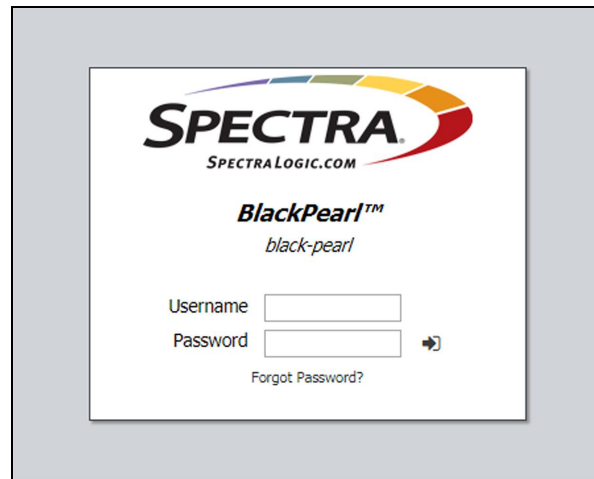 SPECTRA.
SPECTRALOGIC.COM
BlackPearl™
black-pearl
Username
Password
Forgot Password?